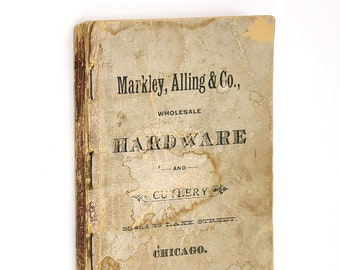 Markley, Alling & Co.,
WHOLESALE
HARDWARE
AND
CUTLERY
LAKE STREET,
CHICAGO.